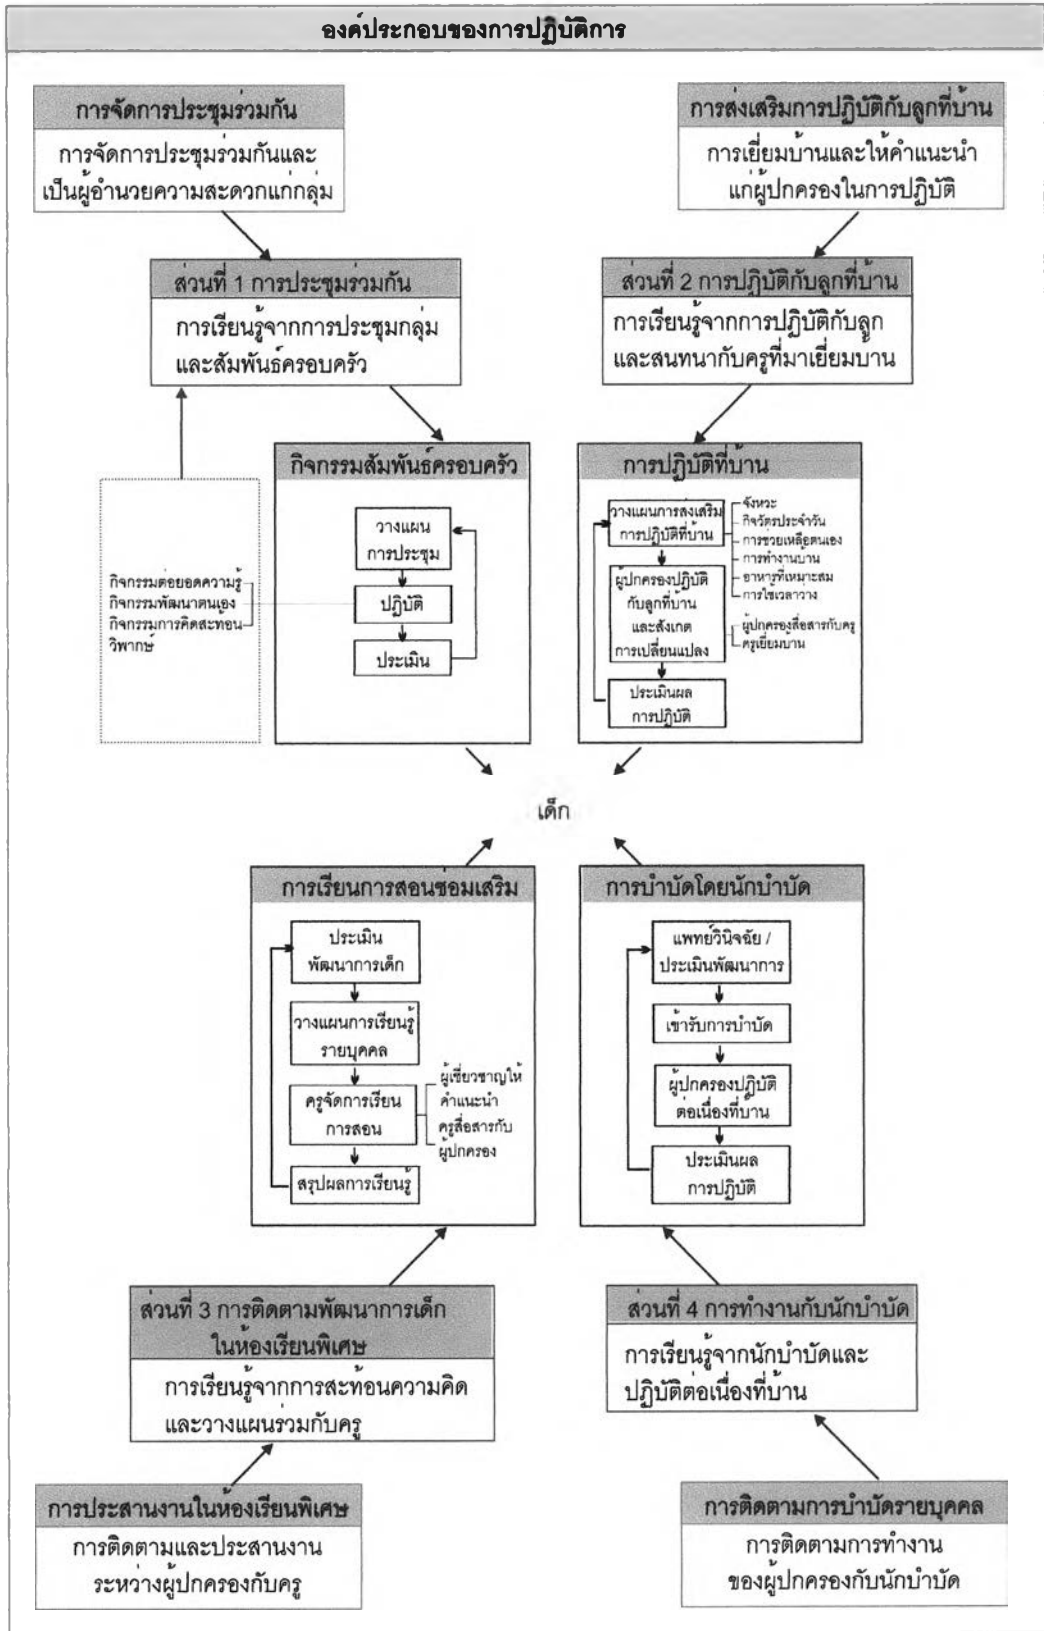 องค์ประกอบของการปฏิบัติการ
การจัดการประชุมร่วมกัน
การจัดการประชุมร่วมกันและ
เป็นผู้อำนวยความสะดวกแก่กลุ่ม
การส่งเสริมการปฏิบัติกับลูกที่บ้าน
การเยี่ยมบ้านและให้คำแนะนำ
แก่ผู้ปกครองในการปฏิบัติ
ส่วนที่ 1 การประชุมร่วมกัน
การเรียนรู้จากการประชุมกลุ่ม
และสัมพันธ์ครอบครัว
ส่วนที่ 2 การปฏิบัติกับลูกที่บ้าน
การเรียนรู้จากการปฏิบัติกับลูก
และสนทนากับครูที่มาเยี่ยมบ้าน
กิจกรรมสัมพันธ์ครอบครัว
วางแผน
การประชุม
ปฏิบัติ
ประเมิน
กิจกรรมต่อยอดความรู้
กิจกรรมพัฒนาตนเอง
กิจกรรมการคิดสะท้อน
วิพากษ์
การปฏิบัติที่บ้าน
วางแผนการส่งเสริม
การปฏิบัติที่บ้าน
จังหวะ
กิจวัตรประจำวัน
การช่วยเหลือตนเอง
การทำงานบ้าน
อาหารที่เหมาะสม
การใช้เวลาว่าง
ผู้ปกครองปฏิบัติ
กับลูกที่บ้าน
และสังเกต
การเปลี่ยนแปลง
ผู้ปกครองสื่อสารกับครู
ครูเยี่ยมบ้าน
ประเมินผล
การปฏิบัติ
เด็ก
การเรียนการสอนซ่อมเสริม
ประเมิน
พัฒนาการเด็ก
วางแผนการเรียนรู้
รายบุคคล
ครูจัดการเรียน
การสอน
ผู้เชี่ยวชาญให้
คำแนะนำ
ครูสื่อสารกับ
ผู้ปกครอง
สรุปผลการเรียนรู้
การบำบัดโดยนักบำบัด
แพทย์วินิจฉัย /
ประเมินพัฒนาการ
เข้ารับการบำบัด
ผู้ปกครองปฏิบัติ
ต่อเนื่องที่บ้าน
ประเมินผล
การปฏิบัติ
ส่วนที่ 3 การติดตามพัฒนาการเด็ก
ในห้องเรียนพิเศษ
การเรียนรู้จากการสะท้อนความคิด
และวางแผนร่วมกับครู
ส่วนที่ 4 การทำงานกับนักบำบัด
การเรียนรู้จากนักบำบัดและ
ปฏิบัติต่อเนื่องที่บ้าน
การประสานงานในห้องเรียนพิเศษ
การติดตามและประสานงาน
ระหว่างผู้ปกครองกับครู
การติดตามการบำบัดรายบุคคล
การติดตามการทำงาน
ของผู้ปกครองกับนักบำบัด